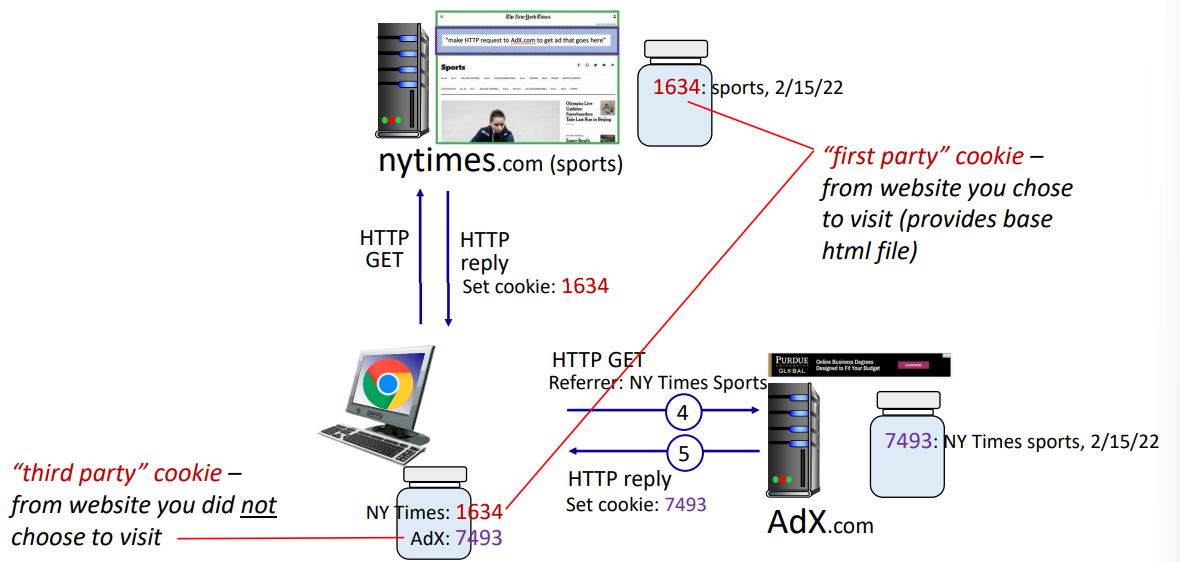 The New York Times
"make HTTP request to AdX.com to get ad that goes here"
Sports
Olympics Live
Updates:
Snowboarders
Take Last Run in Beijing
1634: sports, 2/15/22
nytimes.com (sports)
"first party" cookie –
from website you chose
to visit (provides base
html file)
HTTP
GET
HTTP
reply
Set cookie: 1634
HTTP GET
Referrer: NY Times Sports
4
5
HTTP reply
Set cookie: 7493
PURDUE
GLOBAL
Online Business Degrees
Designed to Fit Your Budget
LEARN MORE
7493: NY Times sports, 2/15/22
AdX.com
"third party" cookie –
from website you did not
choose to visit
NY Times: 1634
AdX: 7493